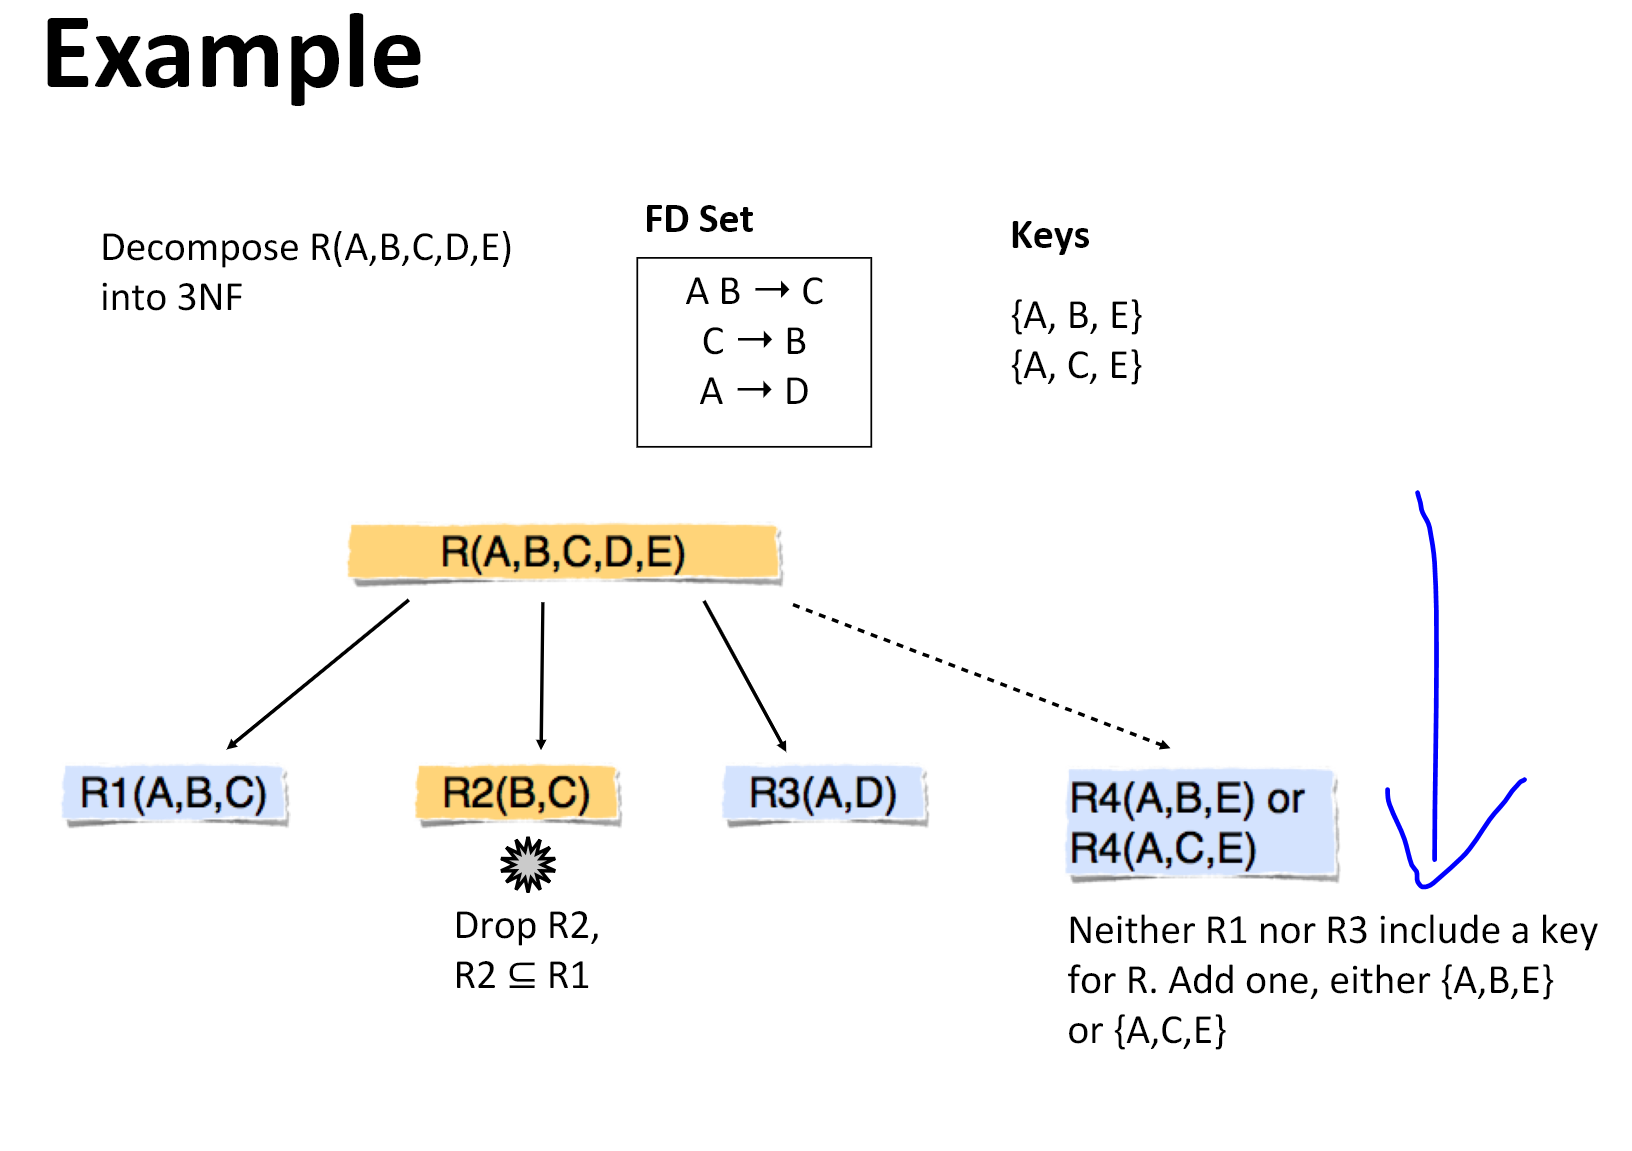 Example
Decompose R(A,B,C,D,E)
into 3NF
FD Set
A B → C
C → B
A → D
Keys
{A, B, E}
{A, C, E}
R(A,B,C,D,E)
R1(A,B,C)
R2(B,C)
R3(A,D)
R4(A,B,E) or
R4(A,C,E)
Drop R2,
R2 ⊆ R1
Neither R1 nor R3 include a key
for R. Add one, either {A,B,E}
or {A,C,E}